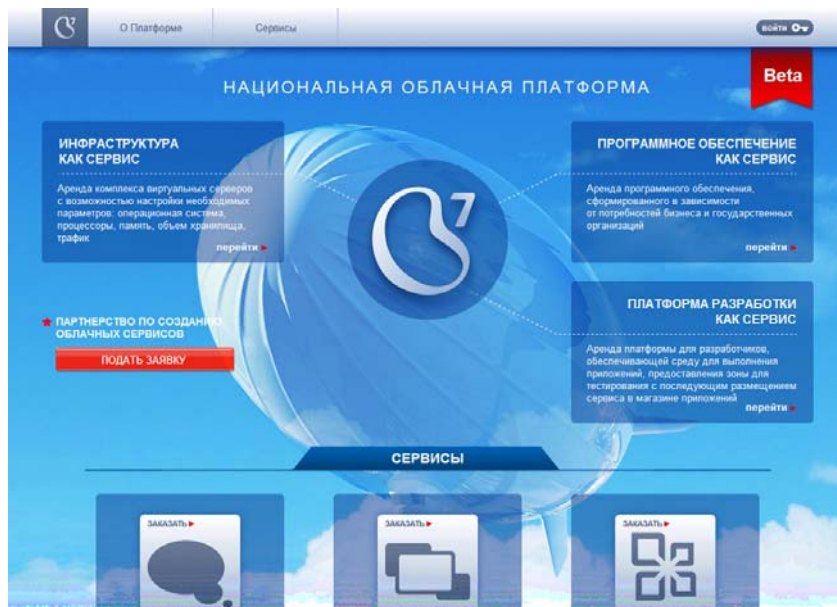 О Платформе
Сервисы
ВОЙТИ
Beta
НАЦИОНАЛЬНАЯ ОБЛАЧНАЯ ПЛАТФОРМА
ИНФРАСТРУКТУРА
КАК СЕРВИС
Аренда комплекса виртуальных серверов
с возможностью настройки необходимых
параметров: операционная система,
процессоры, память, объем хранилища,
трафик
перейти
ПРОГРАММНОЕ ОБЕСПЕЧЕНИЕ
КАК СЕРВИС
Аренда программного обеспечения,
сформированного в зависимости
от потребностей бизнеса и государственных
организаций
перейти
7
ПАРТНЕРСТВО ПО СОЗДАНИЮ
ОБЛАЧНЫХ СЕРВИСОВ
ПОДАТЬ ЗАЯВКУ
ПЛАТФОРМА РАЗРАБОТКИ
КАК СЕРВИС
Аренда платформы для разработчиков,
обеспечивающей среду для выполнения
приложений, предоставления зоны для
тестирования с последующим размещением
сервиса в магазине приложений
перейти
СЕРВИСЫ
ЗАКАЗАТЬ
ЗАКАЗАТЬ
ЗАКАЗАТЬ